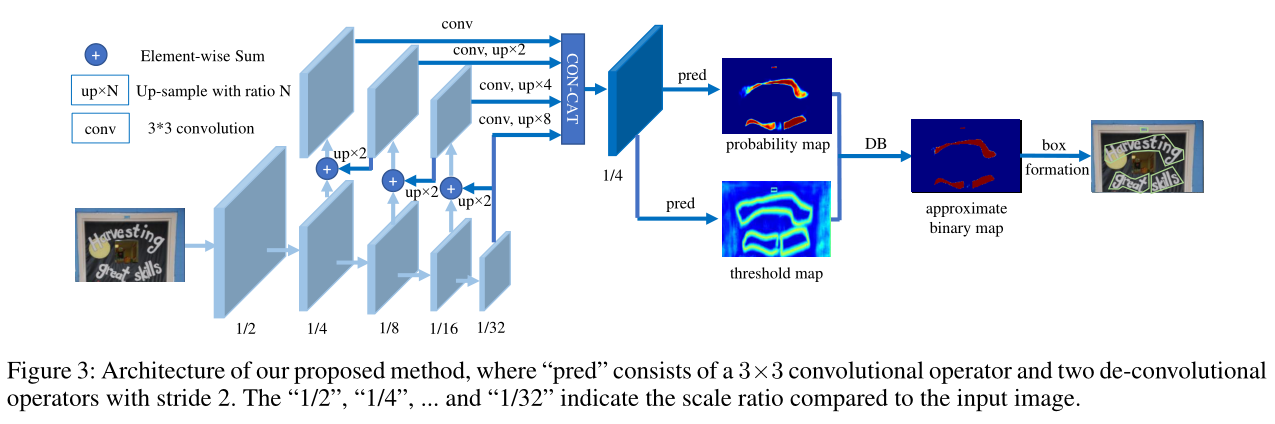 conv
Element-wise Sum
conv, up×2
up×N Up-sample with ratio N
conv, up×4
CON-CAT
pred
conv 3*3 convolution
conv, up×8
probability map
up×2
DB
box
formation
1/4
up×2
up×2
pred
approximate
binary map
Harvesting
great skills
Harvesting
great skills
threshold map
1/2
1/4
1/8
1/16
1/32
Figure 3: Architecture of our proposed method, where “pred” consists of a 3×3 convolutional operator and two de-convolutional
operators with stride 2. The “1/2”, “1/4”, ... and “1/32” indicate the scale ratio compared to the input image.